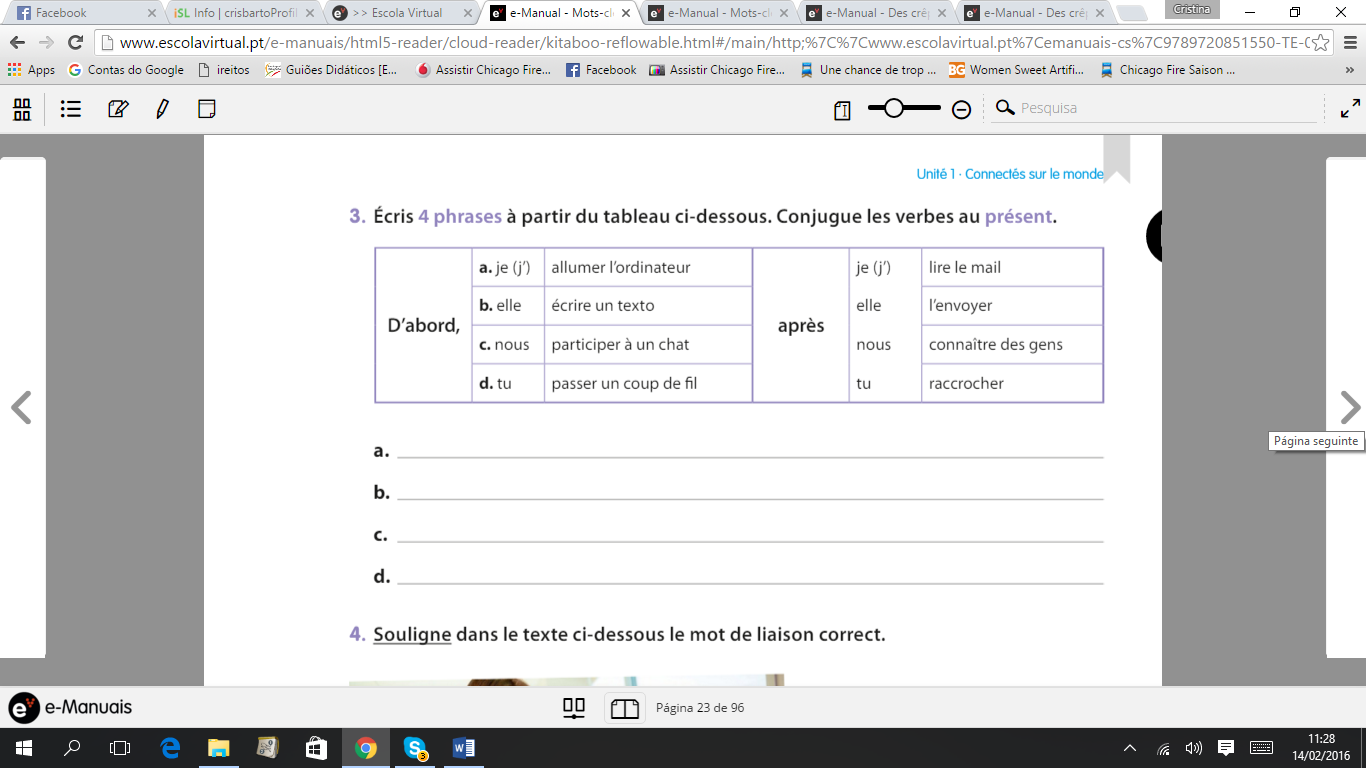 Facebook
iSL Info | crisbartoProfil
>> Escola Virtual
e-Manual - Mots-cl
e-Manual - Mots-cl
e-Manual - Des crê
e-Manual - Des crê
Cristina
www.escolavirtual.pt/e-manuais/html5-reader/cloud-reader/kitaboo-reflowable.html#/main/http;%7C%7Cwww.escolavirtual.pt%7Cemanuais-cs%7C9789720851550-TE-0
Apps Contas do Google ireitos Guiões Didáticos [E... Assistir Chicago Fire... Facebook Assistir Chicago Fire... Une chance de trop ... BG Women Sweet Artifi... Chicago Fire Saison ... »
Pesquisa
Unité 1 · Connectés sur le monde
3. Écris 4 phrases à partir du tableau ci-dessous. Conjugue les verbes au présent.
a. je (j') allumer l'ordinateur je (j') lire le mail
b. elle écrire un texto elle l'envoyer
D'abord, après
c. nous participer à un chat nous connaître des gens
d. tu passer un coup de fil tu raccrocher
Página seguinte
a.
b.
c.
d.
4. Souligne dans le texte ci-dessous le mot de liaison correct.
e-Manuais
Página 23 de 96
3
11:28
14/02/2016